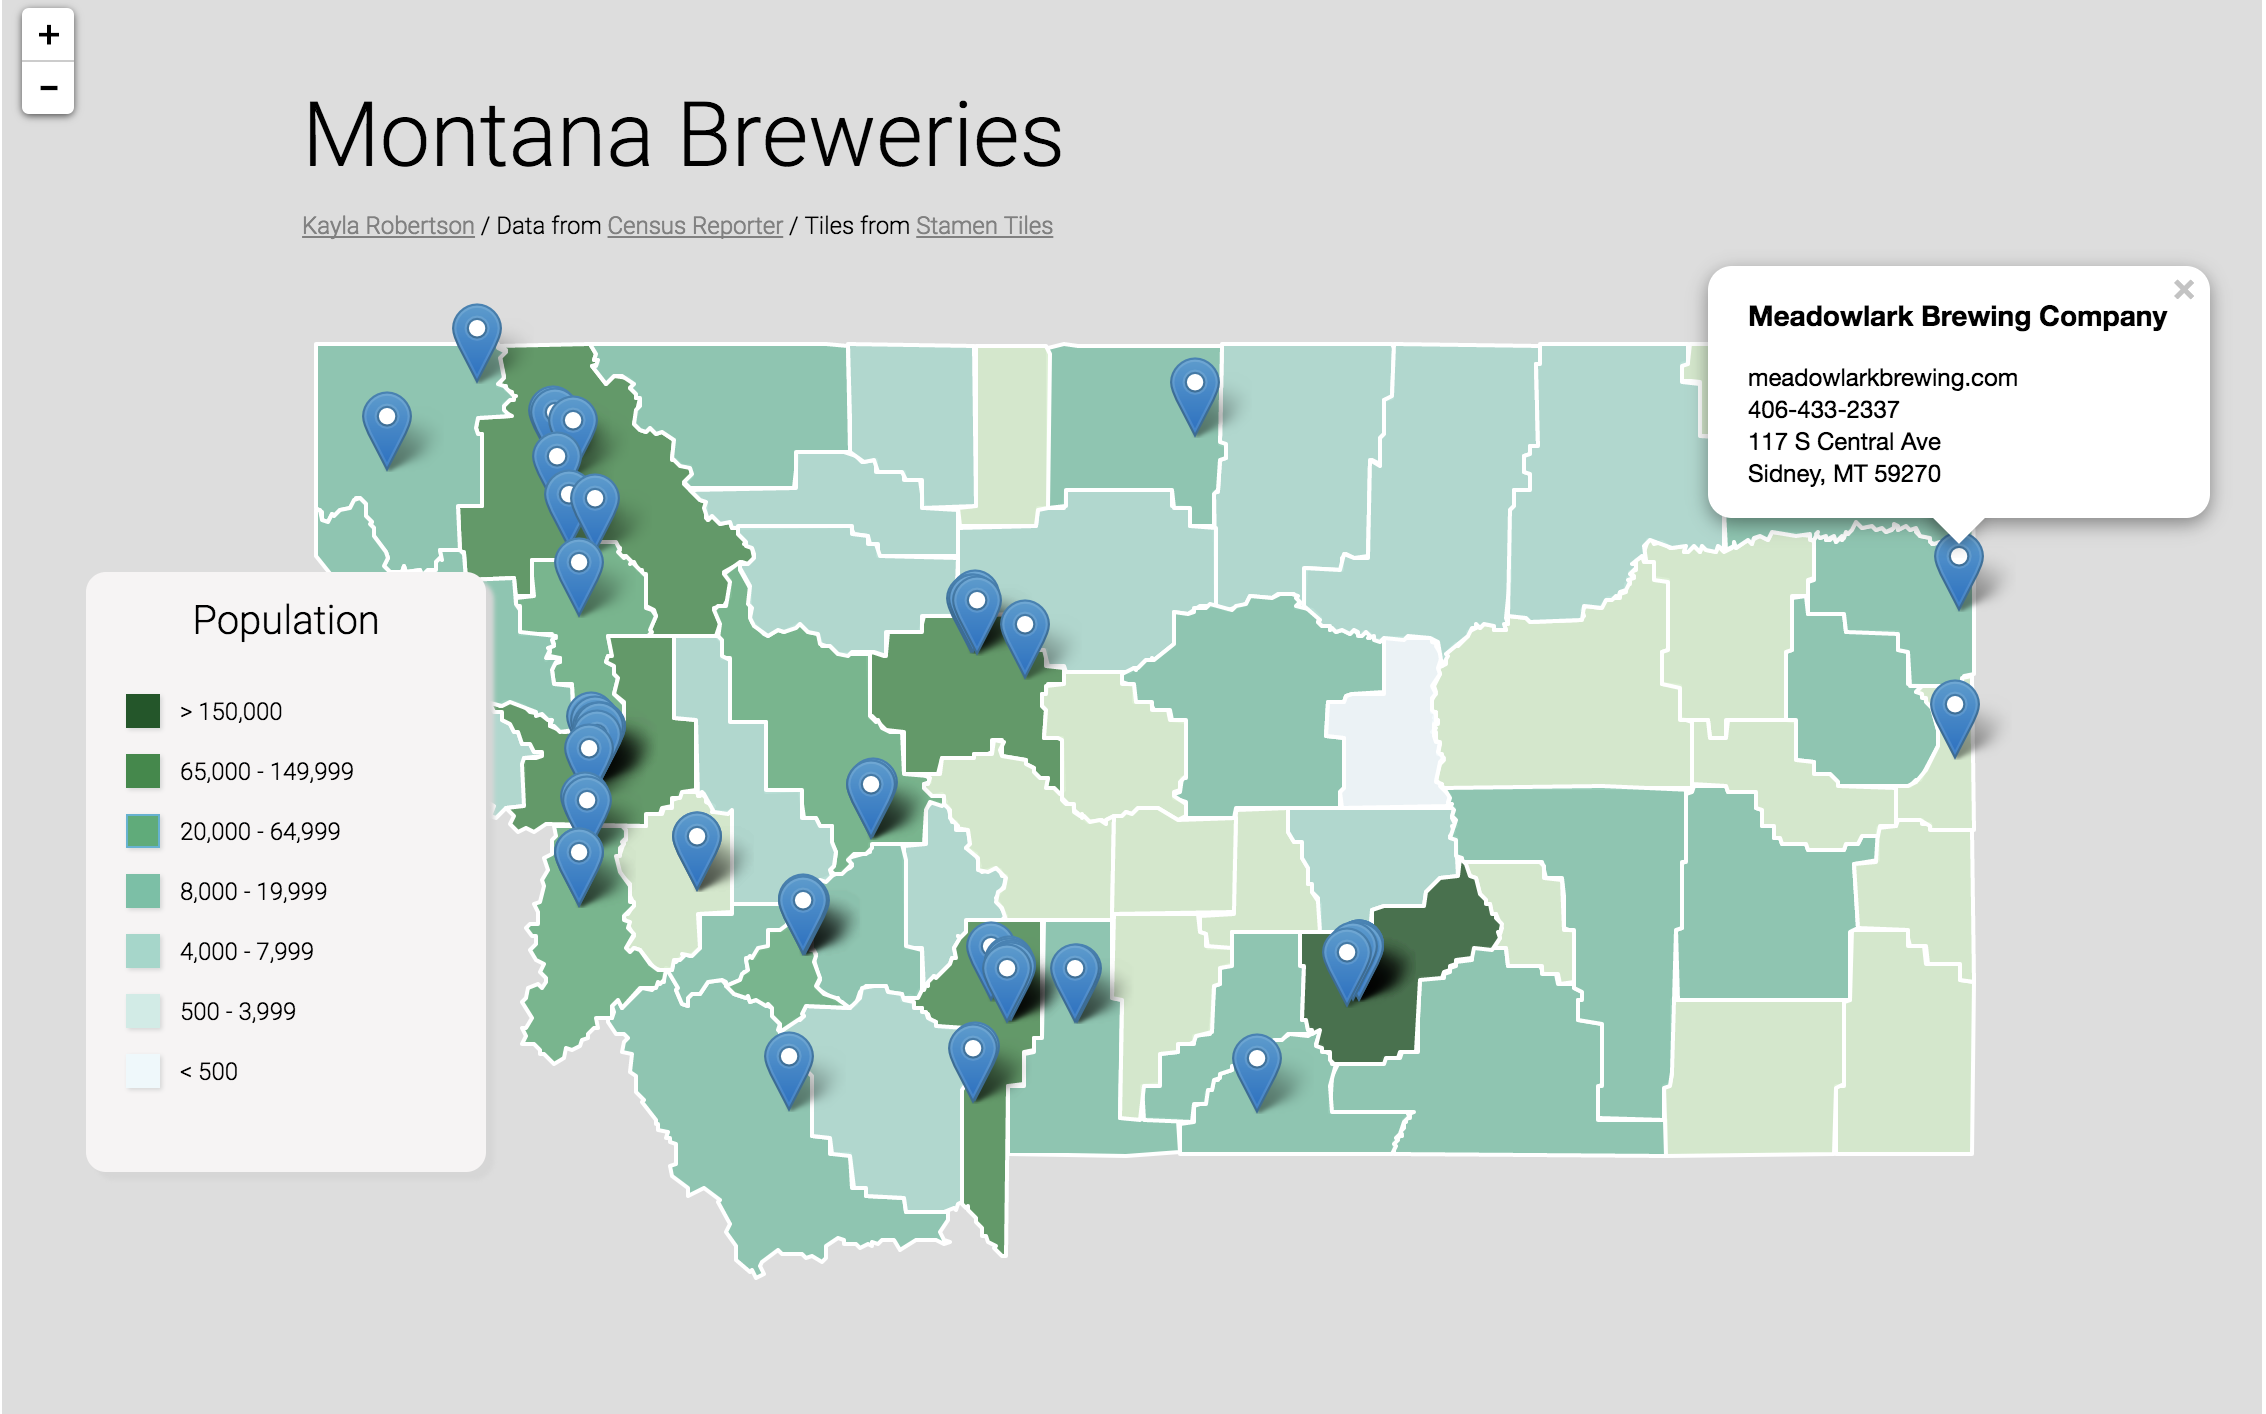 +
−
Montana Breweries
Kayla Robertson / Data from Census Reporter / Tiles from Stamen Tiles
×
Meadowlark Brewing Company
meadowlarkbrewing.com
406-433-2337
117 S Central Ave
Sidney, MT 59270
Population
> 150,000
65,000 - 149,999
20,000 - 64,999
8,000 - 19,999
4,000 - 7,999
500 - 3,999
< 500